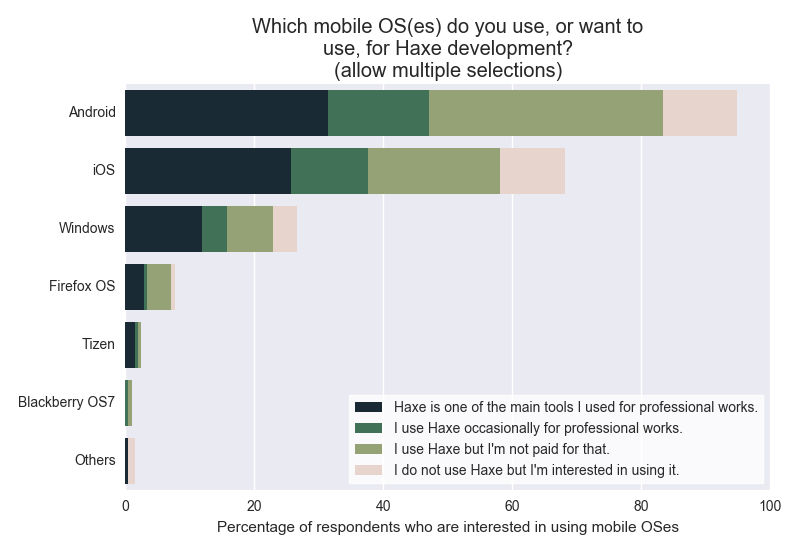 Which mobile OS(es) do you use, or want to
use, for Haxe development?
(allow multiple selections)
Android
iOS
Windows
Firefox OS
Tizen
Blackberry OS7
Others
Haxe is one of the main tools I used for professional works.
I use Haxe occasionally for professional works.
I use Haxe but I'm not paid for that.
I do not use Haxe but I'm interested in using it.
0 20 40 60 80 100
Percentage of respondents who are interested in using mobile OSes